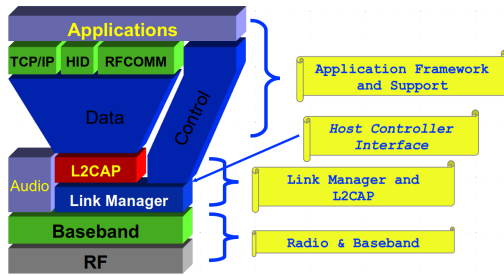 Applications
TCP/IP
HID
RFCOMM
Data
Control
Audio
L2CAP
Link Manager
Baseband
RF
Application Framework
and Support
Host Controller
Interface
Link Manager and
L2CAP
Radio & Baseband